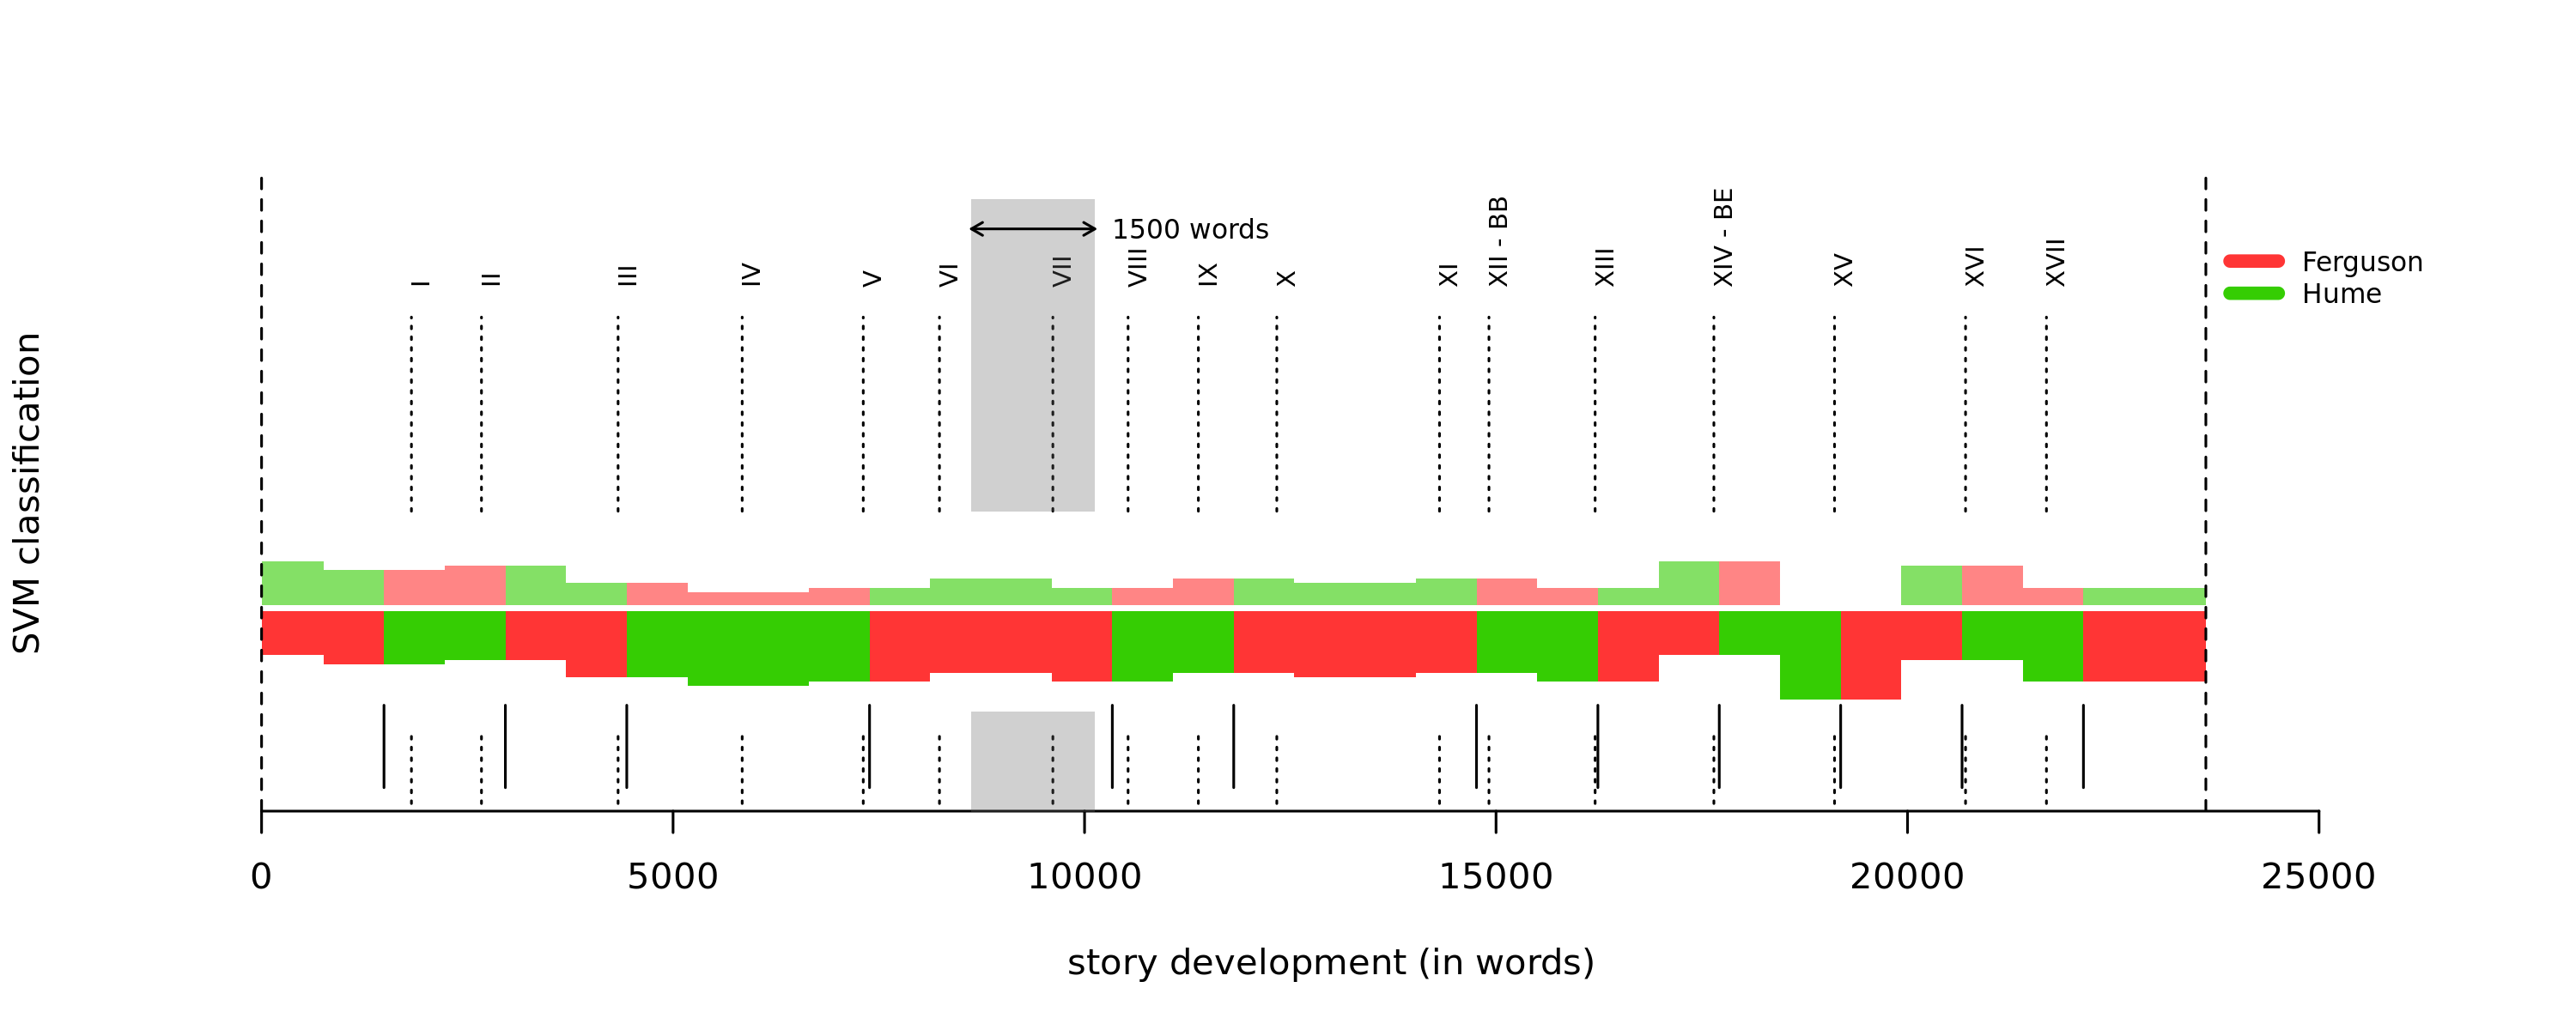 1500 words
I
II
III
IV
V
VI
VII
VIII
IX
X
XI
XII - BB
XIII
XIV - BE
XV
XVI
XVII
Ferguson
Hume
SVM classification
0
5000
10000
15000
20000
25000
story development (in words)